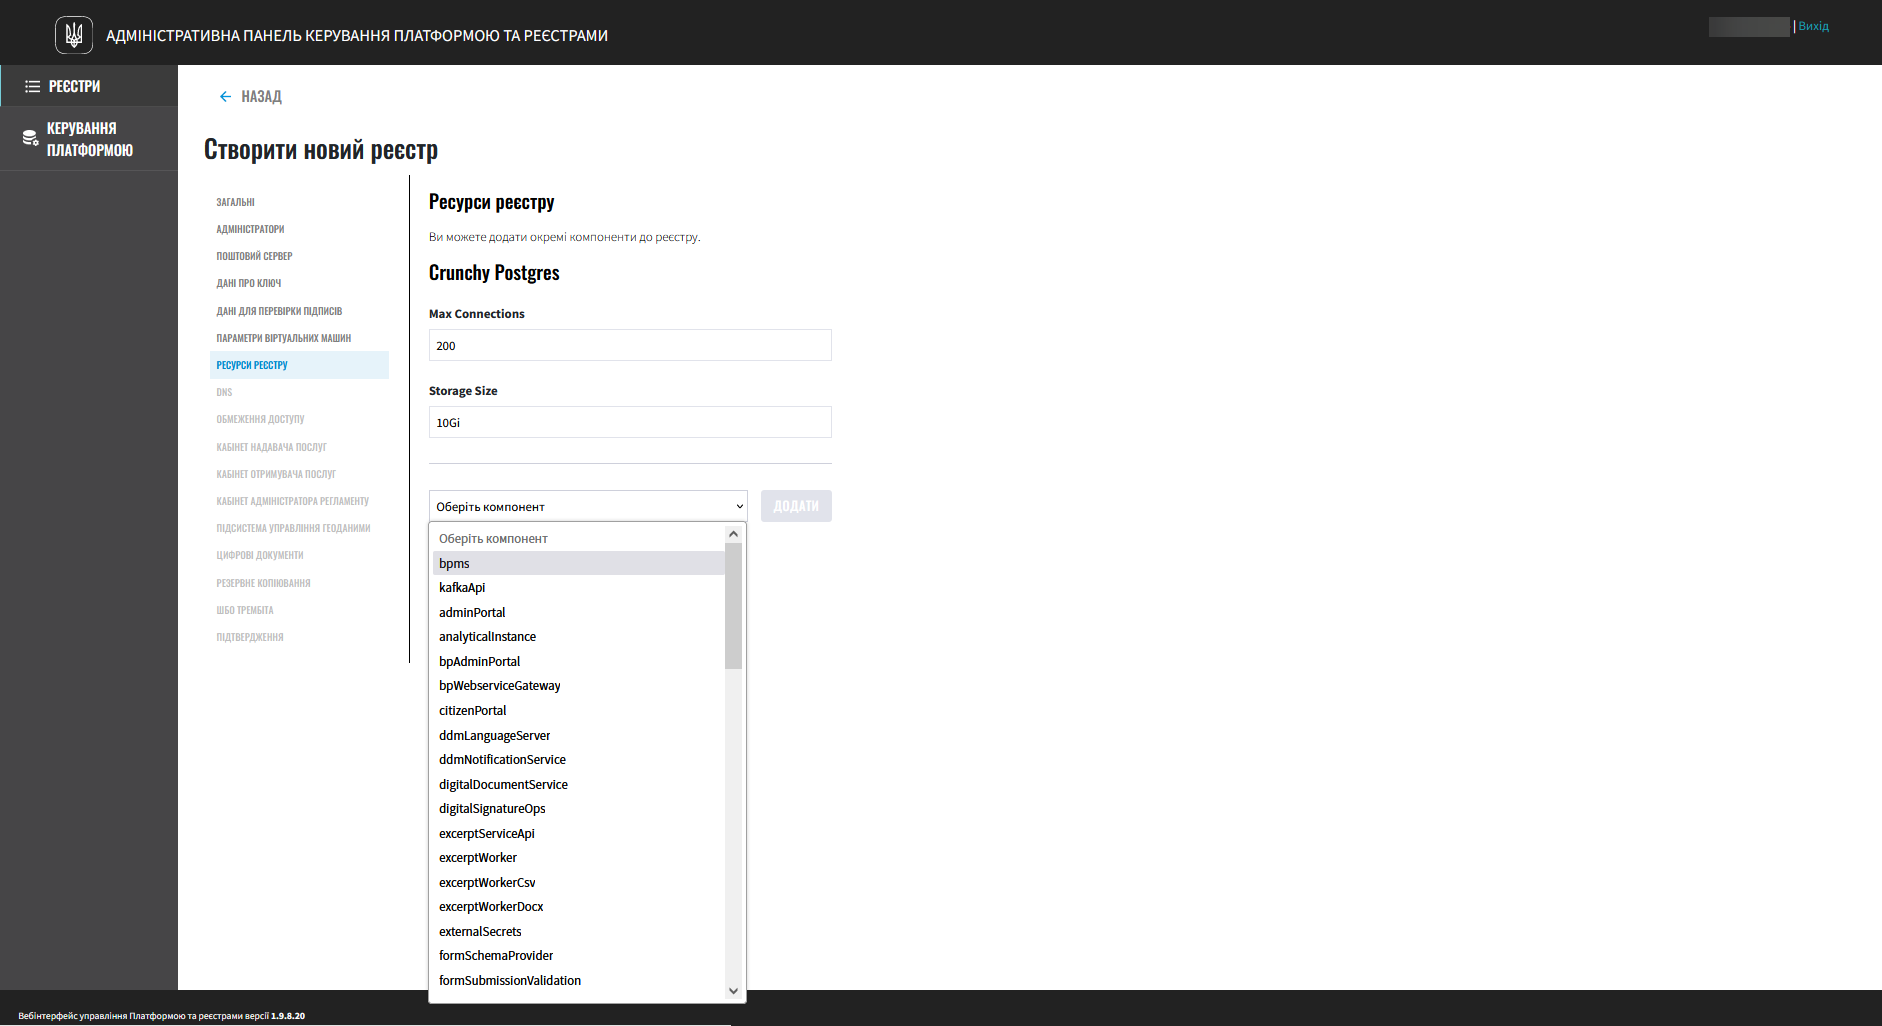 АДМІНІСТРАТИВНА ПАНЕЛЬ КЕРУВАННЯ ПЛАТФОРМОЮ ТА РЕЄСТРАМИ
| Вихід
РЕЄСТРИ
КЕРУВАННЯ
ПЛАТФОРМОЮ
НАЗАД
Створити новий реєстр
ЗАГАЛЬНІ
АДМІНІСТРАТОРИ
ПОШТОВИЙ СЕРВЕР
ДАНІ ПРО КЛЮЧ
ДАНІ ДЛЯ ПЕРЕВІРКИ ПІДПИСІВ
ПАРАМЕТРИ ВІРТУАЛЬНИХ МАШИН
РЕСУРСИ РЕЄСТРУ
DNS
ОБМЕЖЕННЯ ДОСТУПУ
КАБІНЕТ НАДАВАЧА ПОСЛУГ
КАБІНЕТ ОТРИМУВАЧА ПОСЛУГ
КАБІНЕТ АДМІНІСТРАТОРА РЕГЛАМЕНТУ
ПІДСИСТЕМА УПРАВЛІННЯ ГЕОДАНИМИ
ЦИФРОВІ ДОКУМЕНТИ
РЕЗЕРВНЕ КОПІЮВАННЯ
ШБО ТРЕМБІТА
ПІДТВЕРДЖЕННЯ
Ресурси реєстру
Ви можете додати окремі компоненти до реєстру.
Crunchy Postgres
Max Connections
200
Storage Size
10Gi
Оберіть компонент
ДОДАТИ
Оберіть компонент
bpms
kafkaApi
adminPortal
analyticalInstance
bpAdminPortal
bpWebserviceGateway
citizenPortal
ddmLanguageServer
ddmNotificationService
digitalDocumentService
digitalSignatureOps
excerptServiceApi
excerptWorker
excerptWorkerCsv
excerptWorkerDocx
externalSecrets
formSchemaProvider
formSubmissionValidation
Вебінтерфейс управління Платформою та реєстрами версії 1.9.8.20